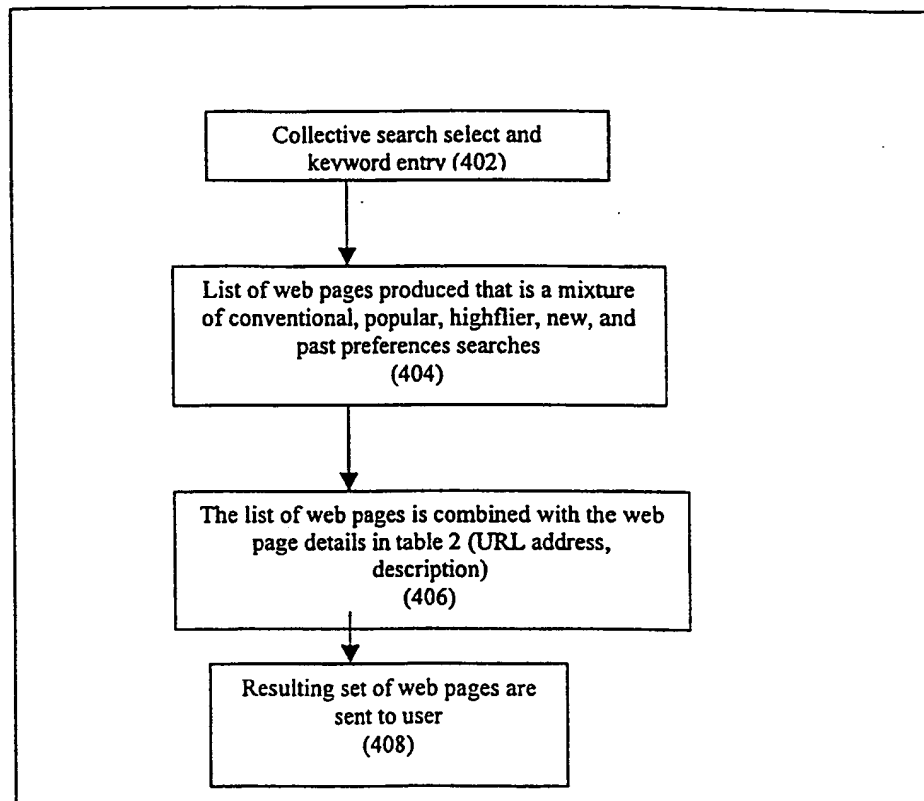 Collective search select and
keyword entry (402)
List of web pages produced that is a mixture
of conventional, popular, highflier, new, and
past preferences searches
(404)
The list of web pages is combined with the web
page details in table 2 (URL address,
description)
(406)
Resulting set of web pages are
sent to user
(408)